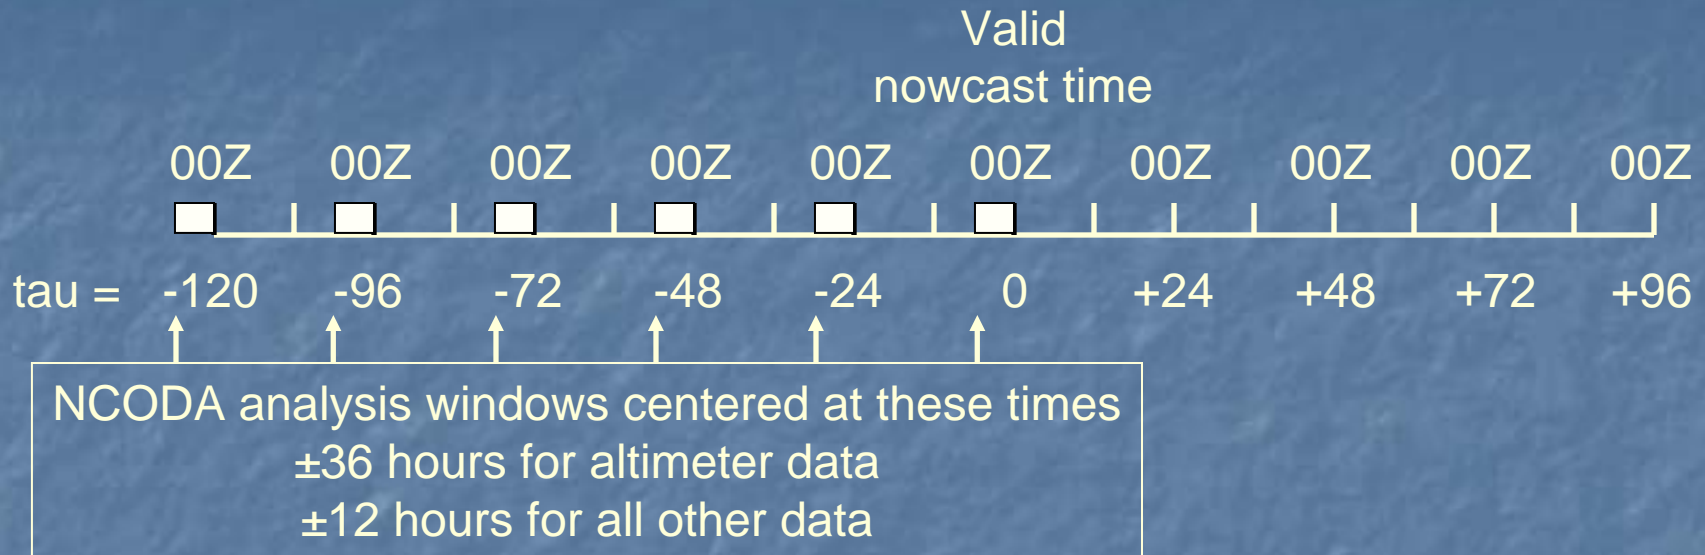 Valid
nowcast time
00Z 00Z 00Z 00Z 00Z 00Z 00Z 00Z 00Z 00Z
tau = -120 -96 -72 -48 -24 0 +24 +48 +72 +96
NCODA analysis windows centered at these times
±36 hours for altimeter data
±12 hours for all other data